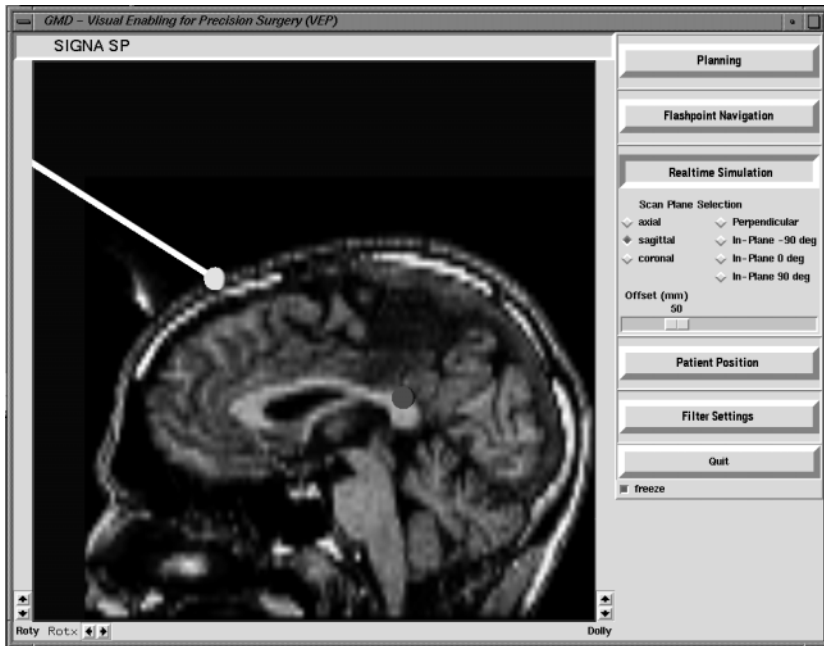 GMD – Visual Enabling for Precision Surgery (VEP)
SIGNA SP
Planning
Flashpoint Navigation
Realtime Simulation
Scan Plane Selection
axial Perpendicular
sagittal In-Plane -90 deg
coronal In-Plane 0 deg
In-Plane 90 deg
Offset (mm)
50
Patient Position
Filter Settings
Quit
freeze
Roty Rotx Dolly